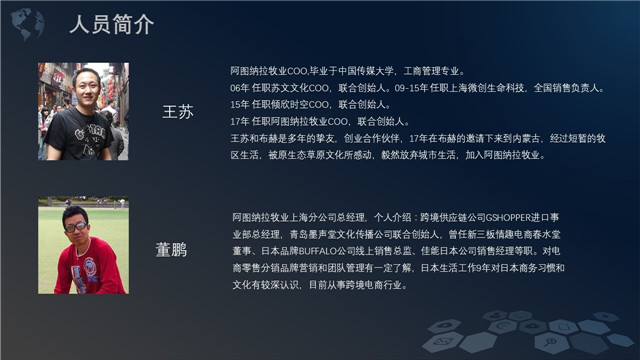 人员简介
王苏
阿图纳拉牧业COO,毕业于中国传媒大学，工商管理专业。
06年 任职苏文文化COO，联合创始人。09-15年 任职上海微创生命科技，全国销售负责人。
15年 任职倾欣时空COO，联合创始人。
17年 任职阿图纳拉牧业COO，联合创始人。
王苏和布赫是多年的挚友，创业合作伙伴，17年在布赫的邀请下来到内蒙古，经过短暂的牧
区生活，被原生态草原文化所感动，毅然放弃城市生活，加入阿图纳拉牧业。
董鹏
阿图纳拉牧业上海分公司总经理，个人介绍：跨境供应链公司GSHOPPER进口事
业部总经理，青岛墨声堂文化传播公司联合创始人，曾任新三板情趣电商春水堂
董事、日本品牌BUFFALO公司线上销售总监、佳能日本公司销售经理等职。对电
商零售分销品牌营销和团队管理有一定了解，日本生活工作9年对日本商务习惯和
文化有较深认识，目前从事跨境电商行业。